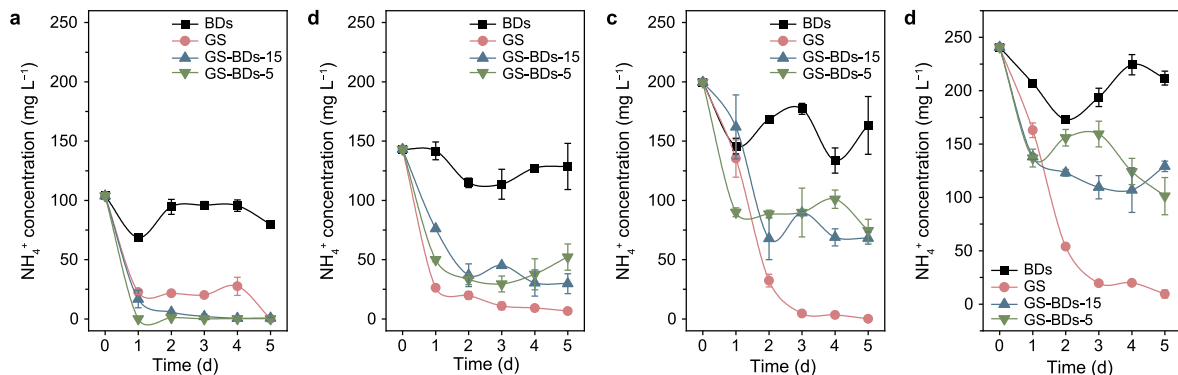 a
NH₄⁺ concentration (mg L⁻¹)
250
200
150
100
50
0
BDs
GS
GS-BDs-15
GS-BDs-5
0 1 2 3 4 5
Time (d)
d
NH₄⁺ concentration (mg L⁻¹)
250
200
150
100
50
0
BDs
GS
GS-BDs-15
GS-BDs-5
0 1 2 3 4 5
Time (d)
c
NH₄⁺ concentration (mg L⁻¹)
250
200
150
100
50
0
BDs
GS
GS-BDs-15
GS-BDs-5
0 1 2 3 4 5
Time (d)
d
NH₄⁺ concentration (mg L⁻¹)
250
200
150
100
50
0
BDs
GS
GS-BDs-15
GS-BDs-5
0 1 2 3 4 5
Time (d)